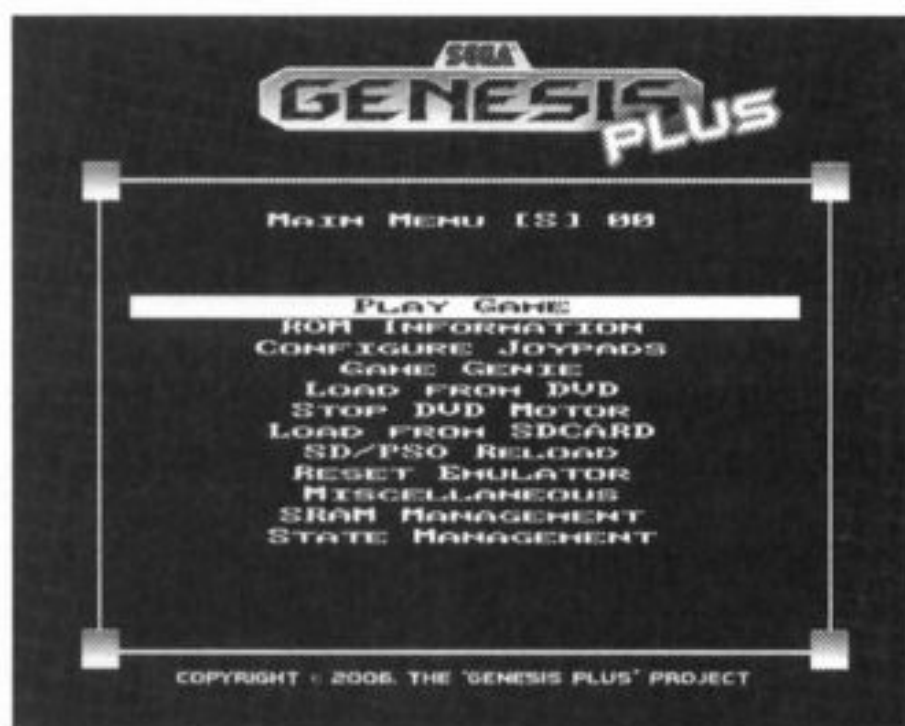 SEGA
GENESIS
PLUS
MAIN MENU [S] 00
PLAY GAME
ROM INFORMATION
CONFIGURE JOYPADS
GAME GENIE
LOAD FROM DVD
STOP DVD MOTOR
LOAD FROM SDCARD
SD/PSO RELOAD
RESET EMULATOR
MISCELLANEOUS
SRAM MANAGEMENT
STATE MANAGEMENT
COPYRIGHT © 2006, THE 'GENESIS PLUS' PROJECT